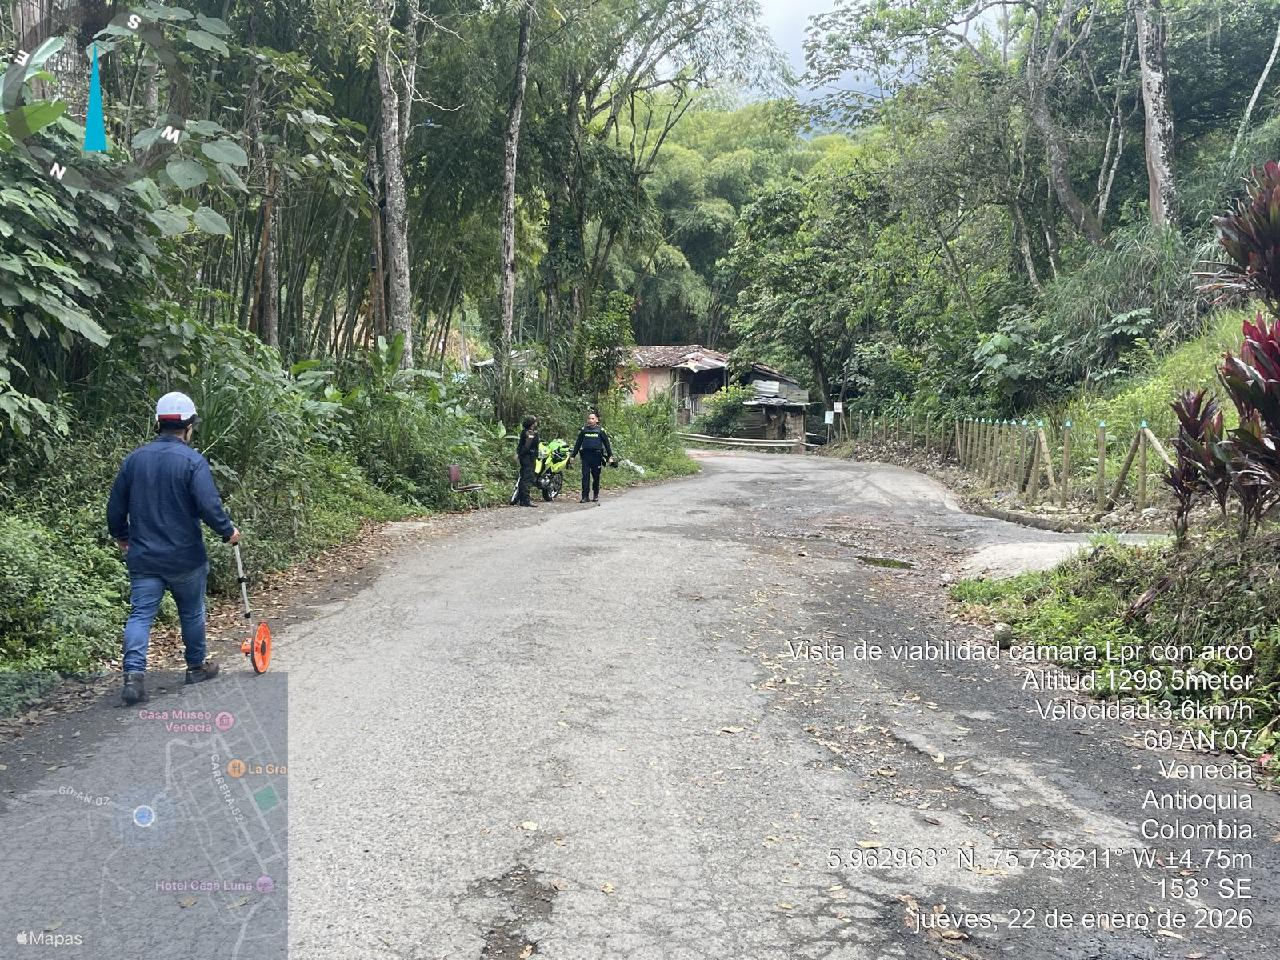 S
E
W
N
Vista de viabilidad cámara Lpr con arco
Altitud:1298.5meter
Velocidad:3.6km/h
60 AN 07
Venecia
Antioquia
Colombia
5.962963° N, 75.738211° W ±4.75m
153° SE
jueves, 22 de enero de 2026
Casa Museo
Venecia
La Gra
CARRERA 52
60 AN 07
Hotel Casa Luna
Mapas